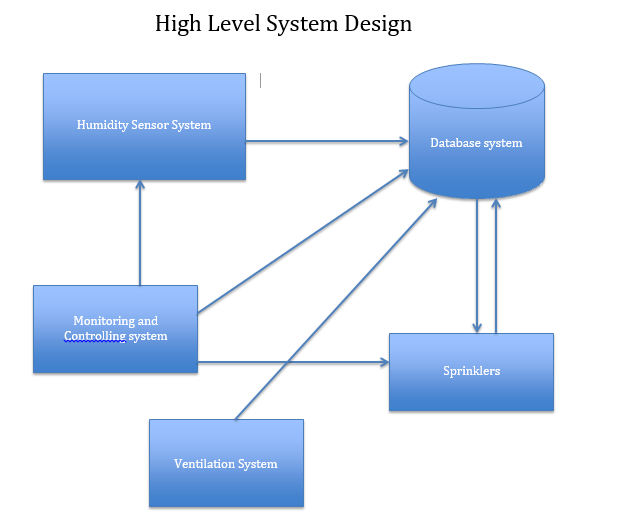 High Level System Design
Humidity Sensor System
Database system
Monitoring and
Controlling system
Sprinklers
Ventilation System